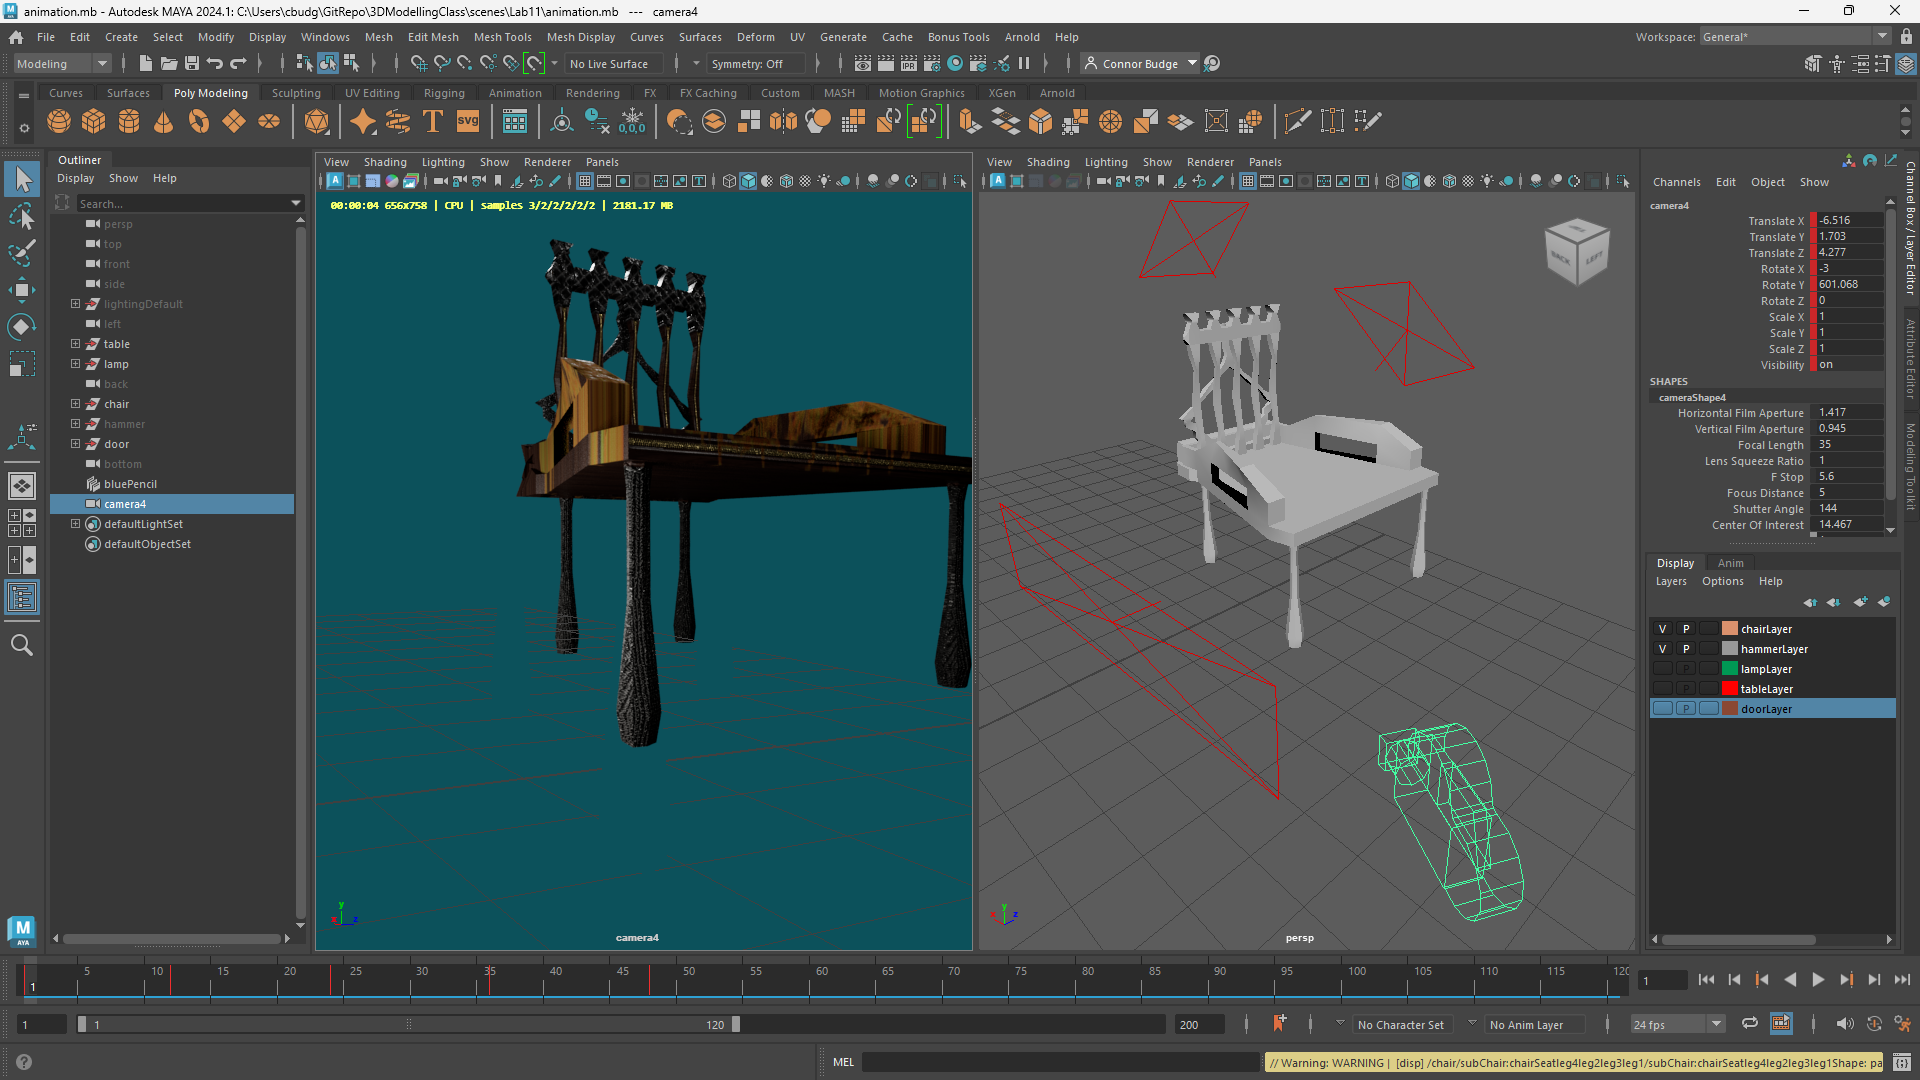 animation.mb - Autodesk MAYA 2024.1: C:\Users\cbudg\GitRepo\3DModellingClass\scenes\Lab11\animation.mb --- camera4
File Edit Create Select Modify Display Windows Mesh Edit Mesh Mesh Tools Mesh Display Curves Surfaces Deform UV Generate Cache Bonus Tools Arnold Help
Workspace: General*
Modeling
No Live Surface
Symmetry: Off
IPR
Connor Budge
Curves Surfaces Poly Modeling Sculpting UV Editing Rigging Animation Rendering FX FX Caching Custom MASH Motion Graphics XGen Arnold
T
SVG
0,0,0
Outliner
Display Show Help
Search...
persp
top
front
side
lightingDefault
left
table
lamp
back
chair
hammer
door
bottom
bluePencil
camera4
defaultLightSet
defaultObjectSet
View Shading Lighting Show Renderer Panels
00:00:04 656x758 | CPU | samples 3/2/2/2/2/2 | 2181.17 MB
y
x
z
camera4
View Shading Lighting Show Renderer Panels
BACK
LEFT
y
x
z
persp
Channels Edit Object Show
camera4
Translate X -6.516
Translate Y 1.703
Translate Z 4.277
Rotate X -3
Rotate Y 601.068
Rotate Z 0
Scale X 1
Scale Y 1
Scale Z 1
Visibility on
SHAPES
cameraShape4
Horizontal Film Aperture 1.417
Vertical Film Aperture 0.945
Focal Length 35
Lens Squeeze Ratio 1
F Stop 5.6
Focus Distance 5
Shutter Angle 144
Center Of Interest 14.467
Channel Box / Layer Editor
Attribute Editor
Modeling Toolkit
Display Anim
Layers Options Help
V P chairLayer
V P hammerLayer
P lampLayer
P tableLayer
P doorLayer
M
AYA
5 10 15 20 25 30 35 40 45 50 55 60 65 70 75 80 85 90 95 100 105 110 115 120
1
1
1
1
120
200
No Character Set
No Anim Layer
24 fps
MEL
// Warning: WARNING | [disp] /chair/subChair:chairSeatleg4leg2leg3leg1/subChair:chairSeatleg4leg2leg3leg1Shape: pa